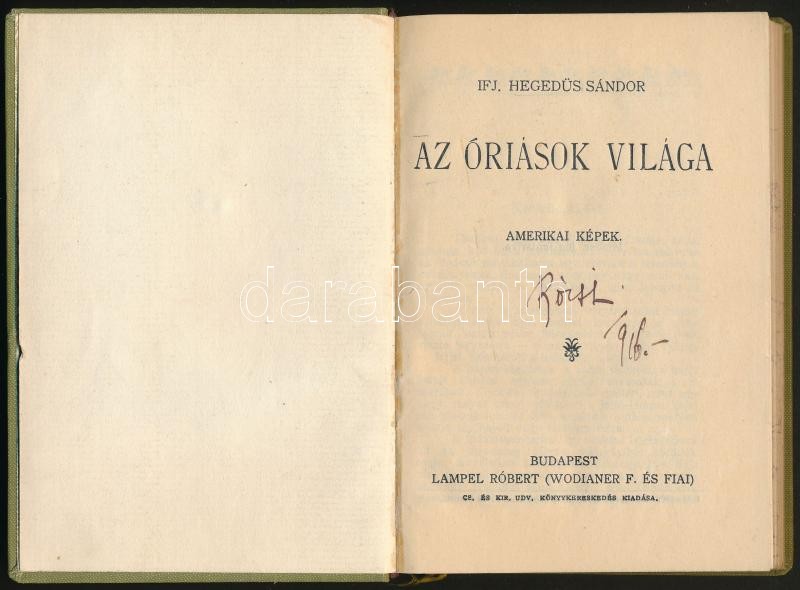 IFJ. HEGEDÜS SÁNDOR
AZ ÓRIÁSOK VILÁGA
AMERIKAI KÉPEK.
darabanth
916.-
BUDAPEST
LAMPEL RÓBERT (WODIANER F. ÉS FIAI)
CS. ÉS KIR. UDV. KÖNYVKERESKEDÉS KIADÁSA.